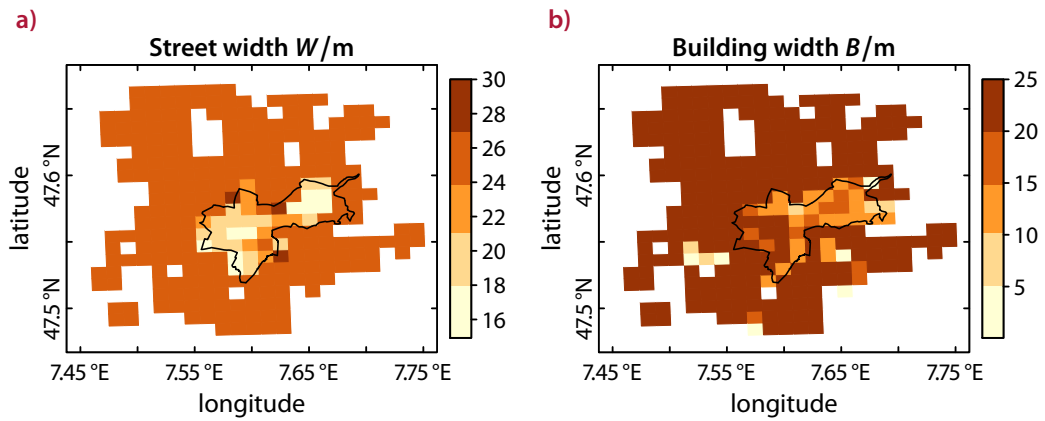 a)
Street width W/m
latitude
47.6 °N
47.5 °N
7.45 °E 7.55 °E 7.65 °E 7.75 °E
longitude
30
28
26
24
22
20
18
16
b)
Building width B/m
latitude
47.6 °N
47.5 °N
7.45 °E 7.55 °E 7.65 °E 7.75 °E
longitude
25
20
15
10
5